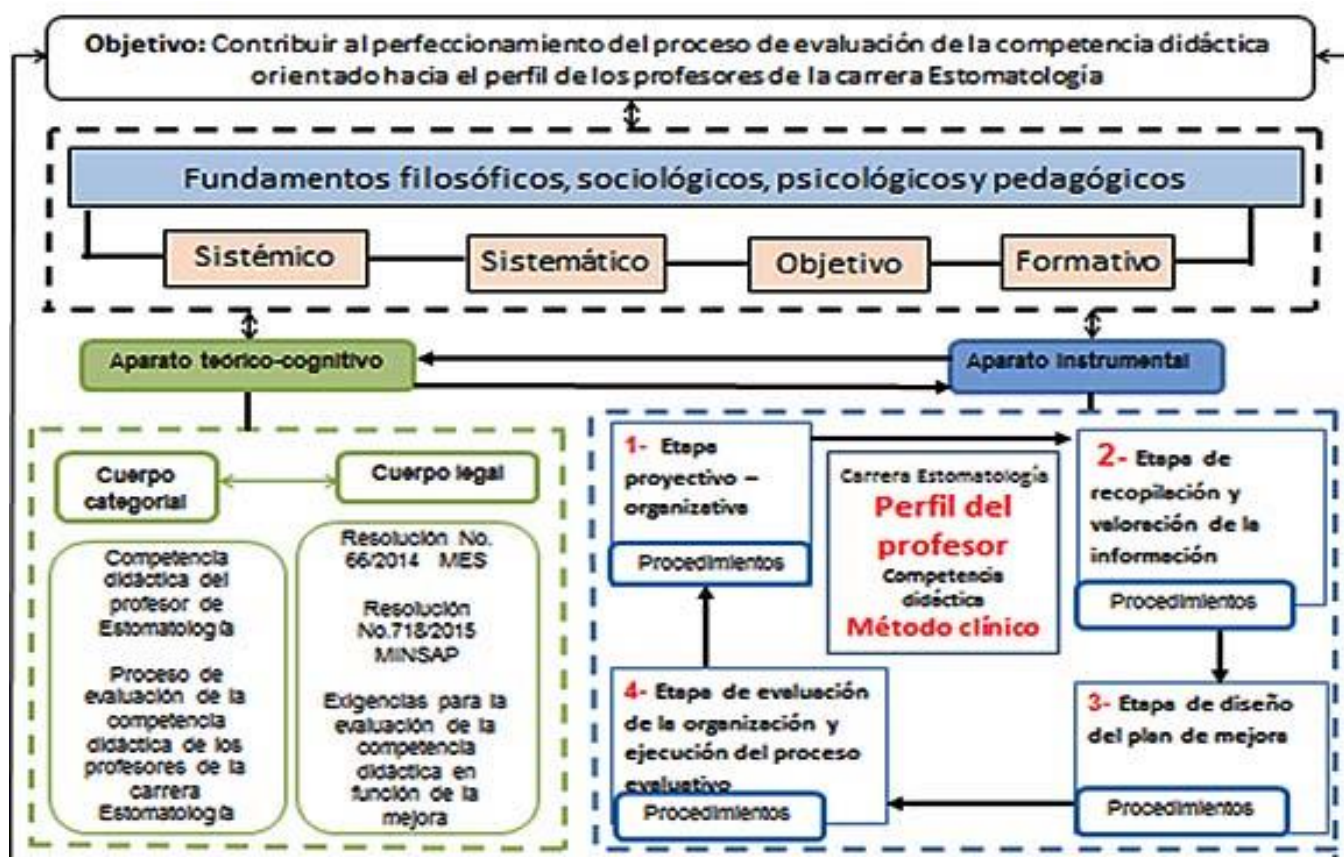 Objetivo: Contribuir al perfeccionamiento del proceso de evaluación de la competencia didáctica
orientado hacia el perfil de los profesores de la carrera Estomatología
Fundamentos filosóficos, sociológicos, psicológicos y pedagógicos
Sistémico
Sistemático
Objetivo
Formativo
Aparato teórico-cognitivo
Aparato instrumental
Cuerpo
categorial
Cuerpo legal
Competencia
didáctica del
profesor de
Estomatología
Proceso de
evaluación de la
competencia
didáctica de los
profesores de la
carrera
Estomatología
Resolución No.
66/2014 MES
Resolución
No.718/2015
MINSAP
Exigencias para la
evaluación de la
competencia
didáctica en
función de la
mejora
1- Etapa
proyectivo –
organizativa
Procedimientos
Carrera Estomatología
Perfil del
profesor
Competencia
didáctica
Método clínico
2- Etapa de
recopilación y
valoración de la
información
Procedimientos
3- Etapa de diseño
del plan de mejora
Procedimientos
4- Etapa de evaluación
de la organización y
ejecución del proceso
evaluativo
Procedimientos